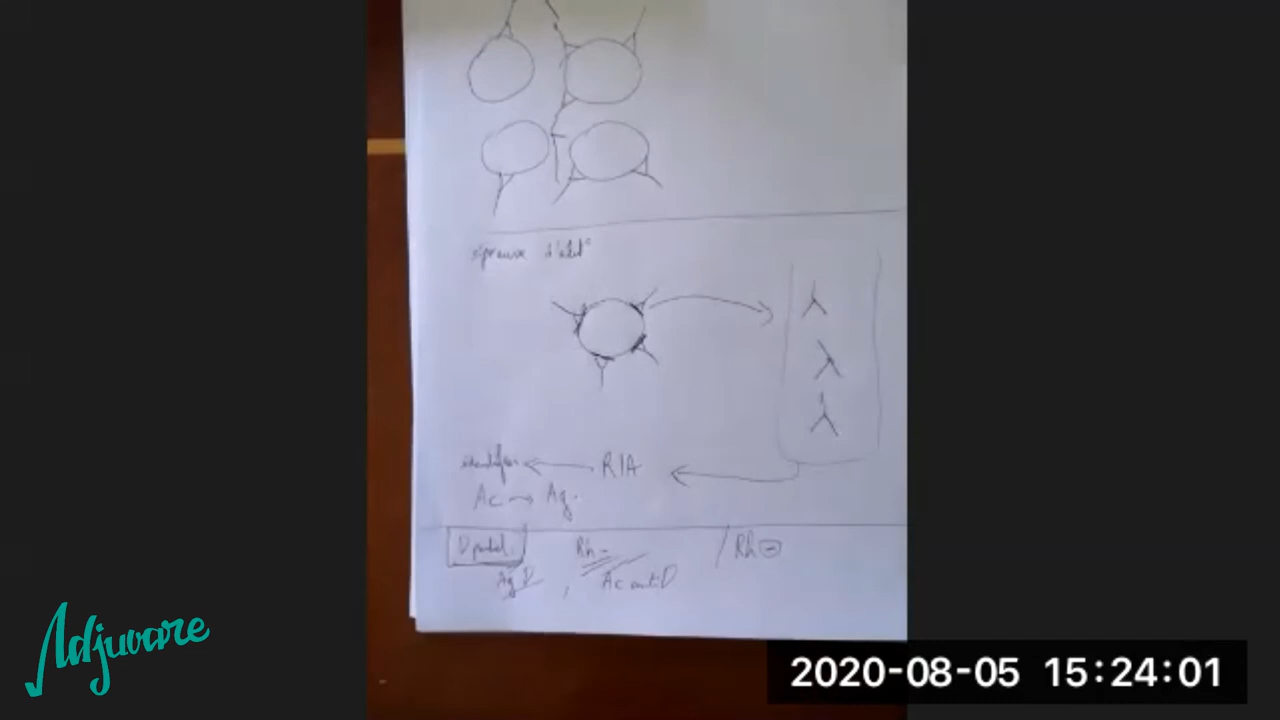 épreuve d'élut°
identifier RIA
Ac → Ag.
D partiel. Rh - / Rh ⊖
Ag D , Ac anti D
Adjuvare
2020-08-05 15:24:01